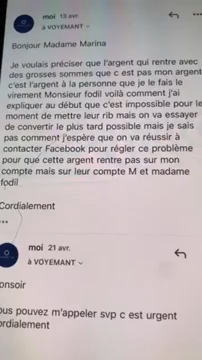 moi 13 avr.
à VOYEMANT
Bonjour Madame Marina
Je voulais préciser que l'argent qui rentre avec
des grosses sommes que c est pas mon argent
c'est l'argent à la personne que je le fais le
virement Monsieur fodil voilà comment j'ai
expliquer au début que c'est impossible pour le
moment de mettre leur rib mais on va essayer
de convertir le plus tard possible mais je sais
pas comment j'espère que on va réussir à
contacter Facebook pour régler ce problème
pour que cette argent rentre pas sur mon
compte mais sur leur compte M et madame
fodil
Cordialement
...
moi 21 avr.
à VOYEMANT
onsoir
ous pouvez m'appeler svp c est urgent
ordialement